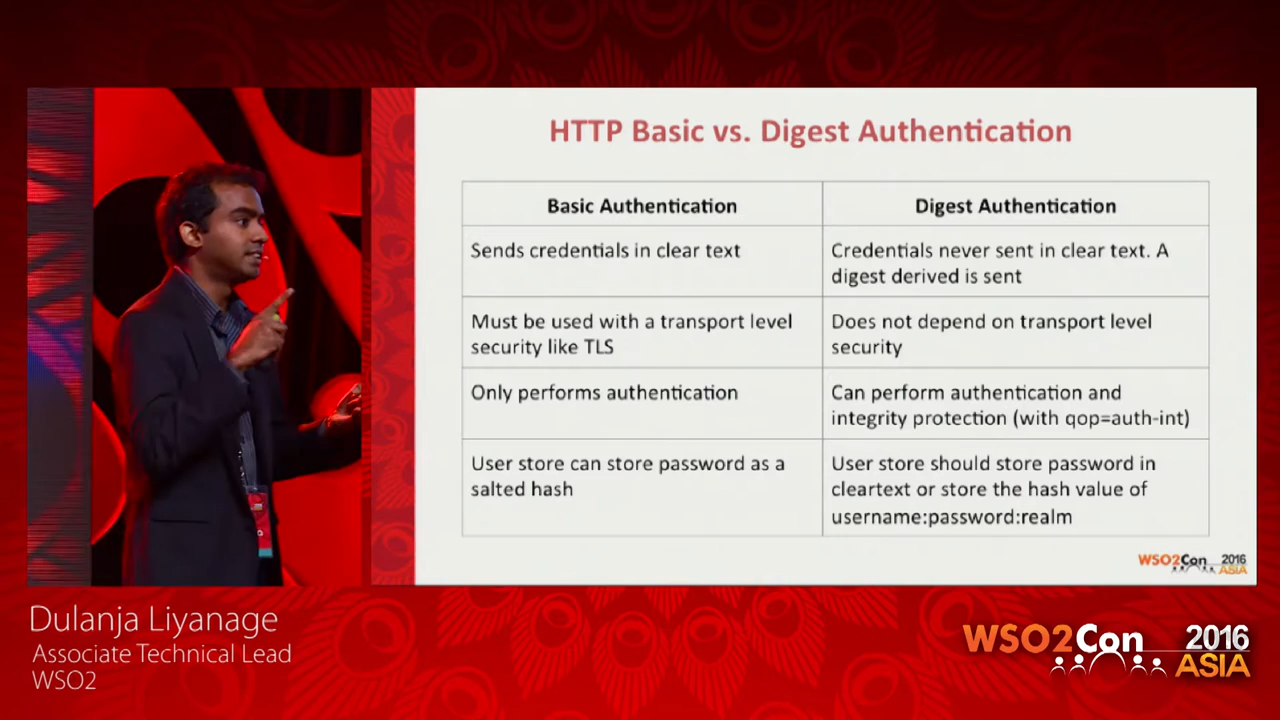 HTTP Basic vs. Digest Authentication
Basic Authentication
Digest Authentication
Sends credentials in clear text
Credentials never sent in clear text. A
digest derived is sent
Must be used with a transport level
security like TLS
Does not depend on transport level
security
Only performs authentication
Can perform authentication and
integrity protection (with qop=auth-int)
User store can store password as a
salted hash
User store should store password in
cleartext or store the hash value of
username:password:realm
WSO2Con 2016
ASIA
Dulanja Liyanage
Associate Technical Lead
WSO2
WSO2Con 2016
ASIA